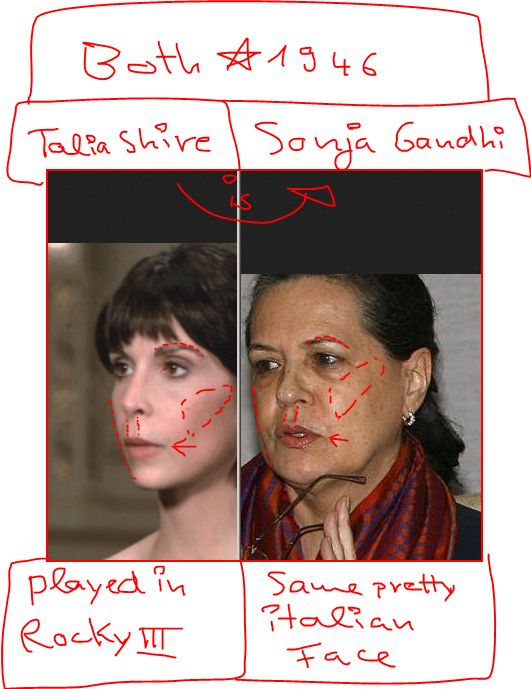 Both ☆ 1946
Talia Shire
Sonja Gandhi
is
played in
Rocky III
Same pretty
italian
Face